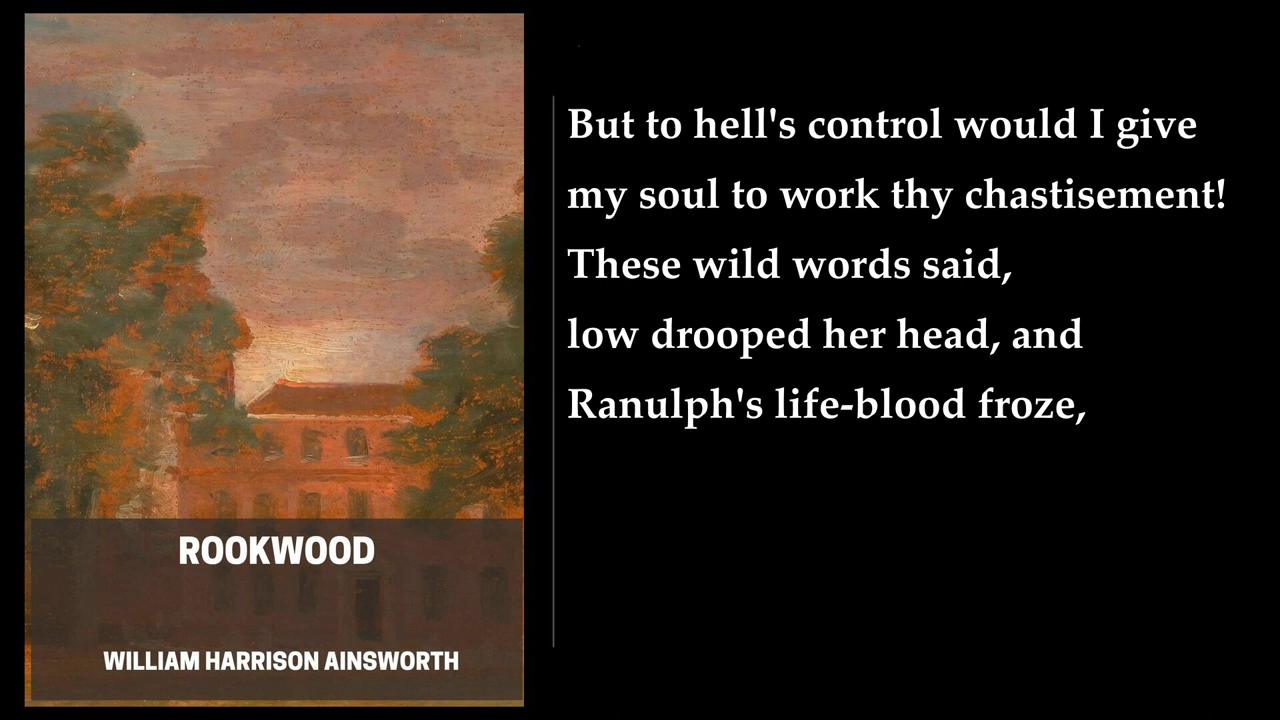 ROOKWOOD
WILLIAM HARRISON AINSWORTH
But to hell's control would I give
my soul to work thy chastisement!
These wild words said,
low drooped her head, and
Ranulph's life-blood froze,